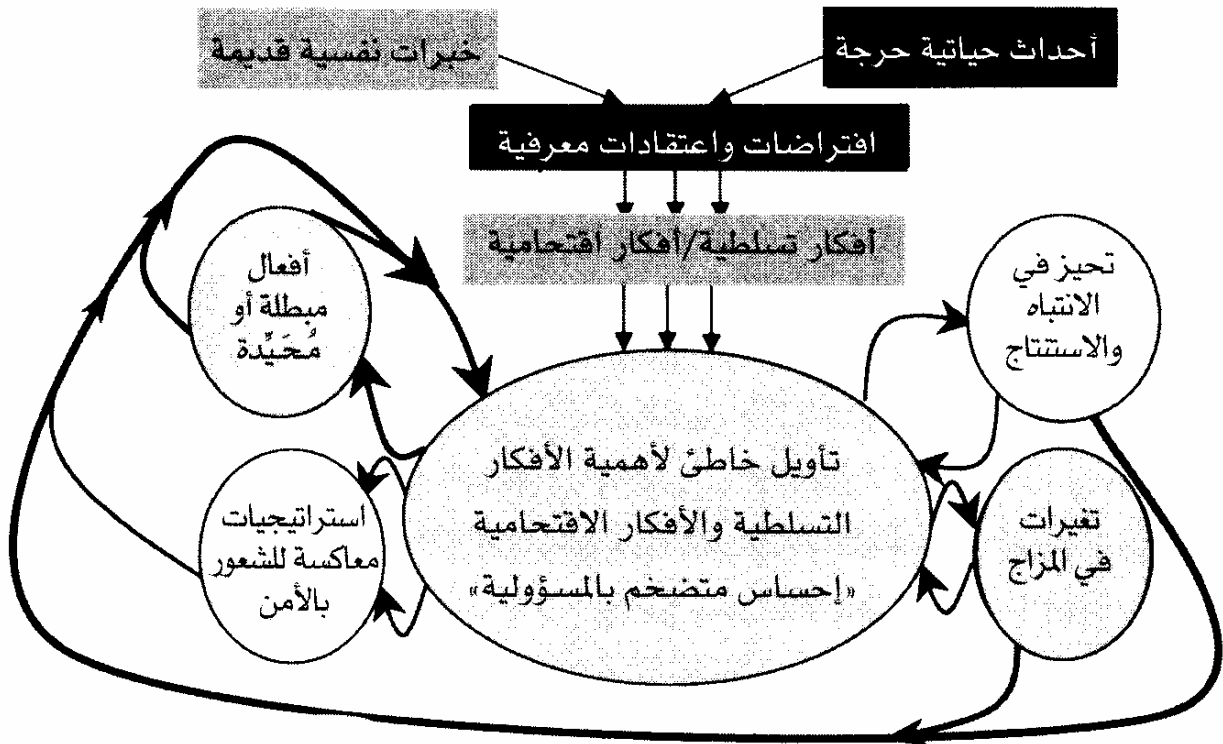 أحداث حياتية حرجة
خبرات نفسية قديمة
افتراضات واعتقادات معرفية
أفكار تسلطية/أفكار اقتحامية
تحيز في
الانتباه
والاستنتاج
أفعال
مبطلة أو
مُحَيِّدة
تأويل خاطئ لأهمية الأفكار
التسلطية والأفكار الاقتحامية
«إحساس متضخم بالمسؤولية»
تغيرات
في المزاج
استراتيجيات
معاكسة للشعور
بالأمن